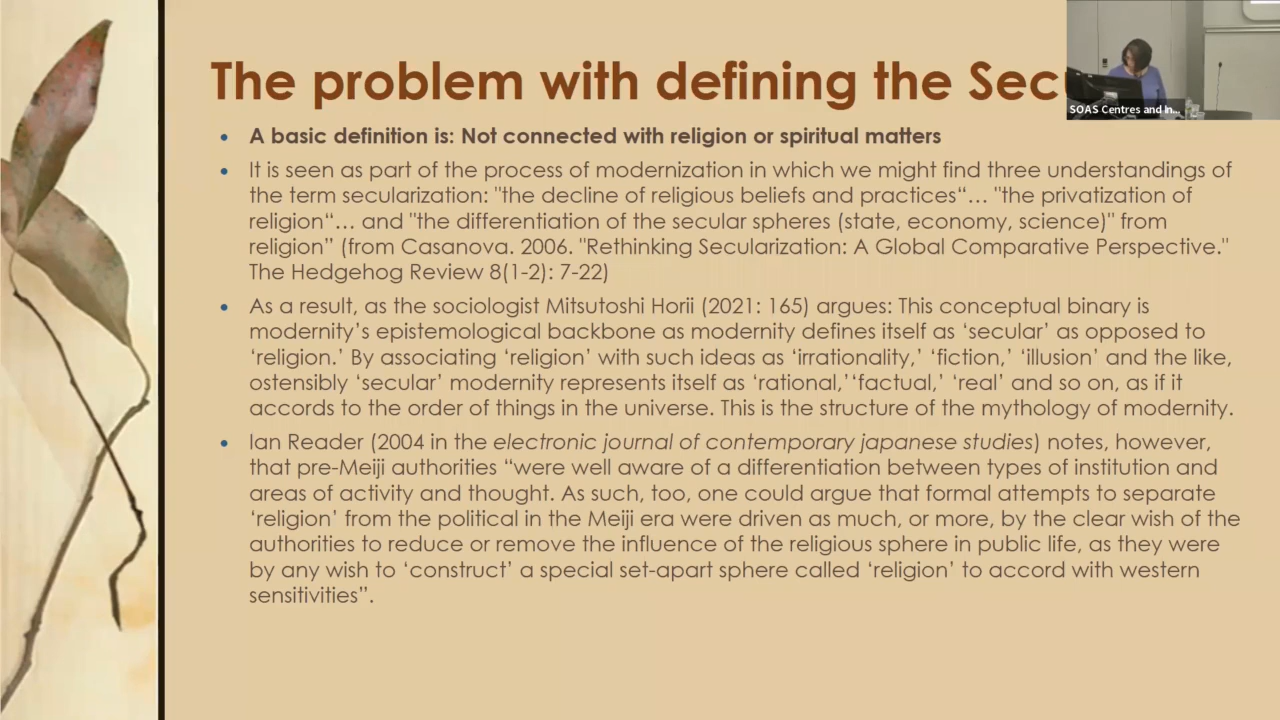 The problem with defining the Sec
SOAS Centres and In...
• A basic definition is: Not connected with religion or spiritual matters
• It is seen as part of the process of modernization in which we might find three understandings of
the term secularization: "the decline of religious beliefs and practices“… "the privatization of
religion“… and "the differentiation of the secular spheres (state, economy, science)" from
religion” (from Casanova. 2006. "Rethinking Secularization: A Global Comparative Perspective."
The Hedgehog Review 8(1-2): 7-22)
• As a result, as the sociologist Mitsutoshi Horii (2021: 165) argues: This conceptual binary is
modernity’s epistemological backbone as modernity defines itself as ‘secular’ as opposed to
‘religion.’ By associating ‘religion’ with such ideas as ‘irrationality,’ ‘fiction,’ ‘illusion’ and the like,
ostensibly ‘secular’ modernity represents itself as ‘rational,’‘factual,’ ‘real’ and so on, as if it
accords to the order of things in the universe. This is the structure of the mythology of modernity.
• Ian Reader (2004 in the electronic journal of contemporary japanese studies) notes, however,
that pre-Meiji authorities “were well aware of a differentiation between types of institution and
areas of activity and thought. As such, too, one could argue that formal attempts to separate
‘religion’ from the political in the Meiji era were driven as much, or more, by the clear wish of the
authorities to reduce or remove the influence of the religious sphere in public life, as they were
by any wish to ‘construct’ a special set-apart sphere called ‘religion’ to accord with western
sensitivities”.